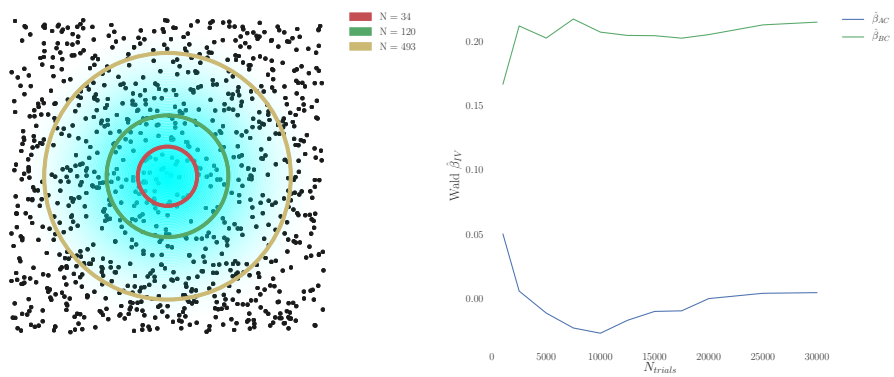 N = 34
N = 120
N = 493
β̂_AC
β̂_BC
Wald β̂_IV
0.20
0.15
0.10
0.05
0.00
0 5000 10000 15000 20000 25000 30000
N_trials